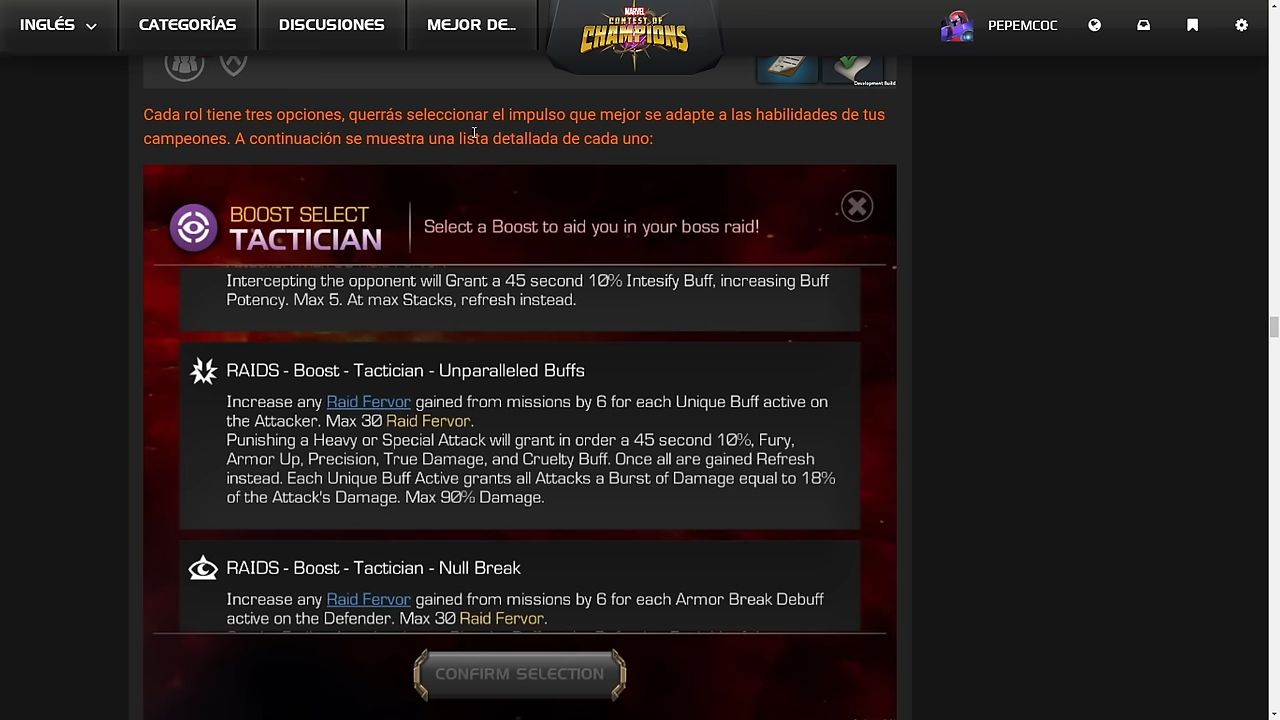 INGLÉS
CATEGORÍAS
DISCUSIONES
MEJOR DE...
MARVEL
CONTEST OF
CHAMPIONS
PEPEMCOC
Development Build
Cada rol tiene tres opciones, querrás seleccionar el impulso que mejor se adapte a las habilidades de tus
campeones. A continuación se muestra una lista detallada de cada uno:
BOOST SELECT
TACTICIAN
Select a Boost to aid you in your boss raid!
Intercepting the opponent will Grant a 45 second 10% Intesify Buff, increasing Buff
Potency. Max 5. At max Stacks, refresh instead.
RAIDS - Boost - Tactician - Unparalleled Buffs
Increase any Raid Fervor gained from missions by 6 for each Unique Buff active on
the Attacker. Max 30 Raid Fervor.
Punishing a Heavy or Special Attack will grant in order a 45 second 10%, Fury,
Armor Up, Precision, True Damage, and Cruelty Buff. Once all are gained Refresh
instead. Each Unique Buff Active grants all Attacks a Burst of Damage equal to 18%
of the Attack's Damage. Max 90% Damage.
RAIDS - Boost - Tactician - Null Break
Increase any Raid Fervor gained from missions by 6 for each Armor Break Debuff
active on the Defender. Max 30 Raid Fervor.
CONFIRM SELECTION